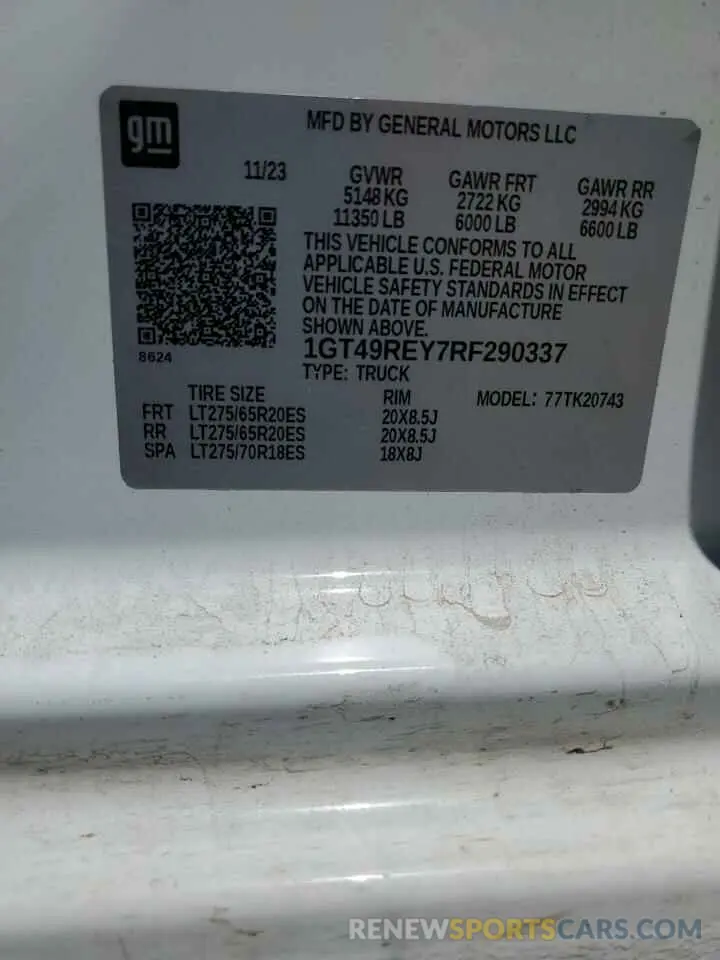 gm
MFD BY GENERAL MOTORS LLC
11/23 GVWR GAWR FRT GAWR RR
5148 KG 2722 KG 2994 KG
11350 LB 6000 LB 6600 LB
THIS VEHICLE CONFORMS TO ALL
APPLICABLE U.S. FEDERAL MOTOR
VEHICLE SAFETY STANDARDS IN EFFECT
ON THE DATE OF MANUFACTURE
SHOWN ABOVE.
8624
1GT49REY7RF290337
TYPE: TRUCK
TIRE SIZE RIM MODEL: 77TK20743
FRT LT275/65R20ES 20X8.5J
RR LT275/65R20ES 20X8.5J
SPA LT275/70R18ES 18X8J
RENEWSPORTSCARS.COM